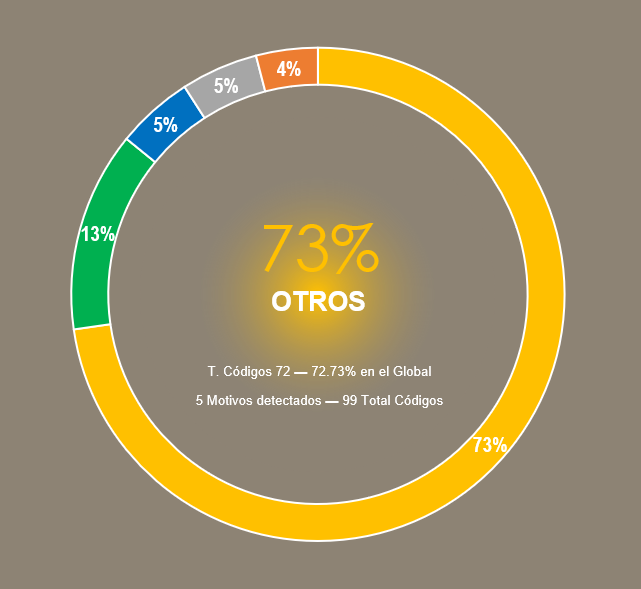 4%
5%
5%
13%
73%
OTROS
T. Códigos 72 — 72.73% en el Global
5 Motivos detectados — 99 Total Códigos
73%